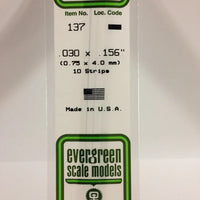 Item No. Loc. Code
137
.030 x .156"
(0.75 x 4.0 mm)
10 Strips
Made in U.S.A.
evergreen
scale models